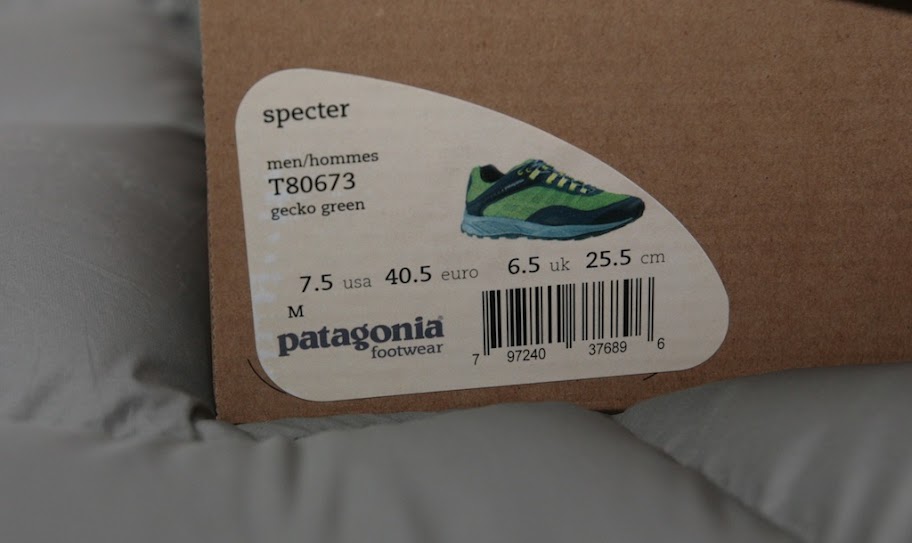 specter
men/hommes
T80673
gecko green
7.5 usa 40.5 euro 6.5 uk 25.5 cm
M
patagonia
footwear
7 97240 37689 6